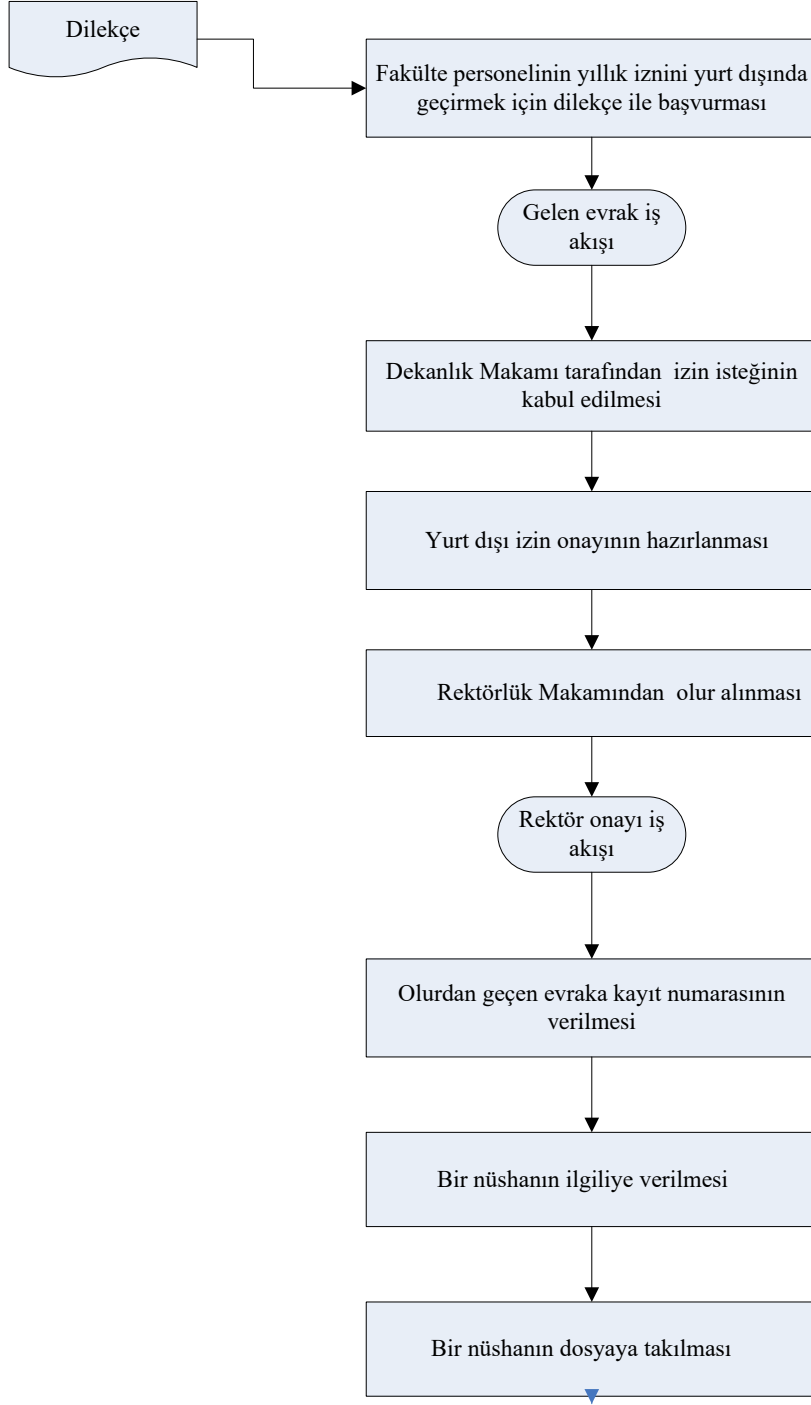 Dilekçe
Fakülte personelinin yıllık iznini yurt dışında
geçirmek için dilekçe ile başvurması
Gelen evrak iş
akışı
Dekanlık Makamı tarafından izin isteğinin
kabul edilmesi
Yurt dışı izin onayının hazırlanması
Rektörlük Makamından olur alınması
Rektör onayı iş
akışı
Olurdan geçen evraka kayıt numarasının
verilmesi
Bir nüshanın ilgiliye verilmesi
Bir nüshanın dosyaya takılması